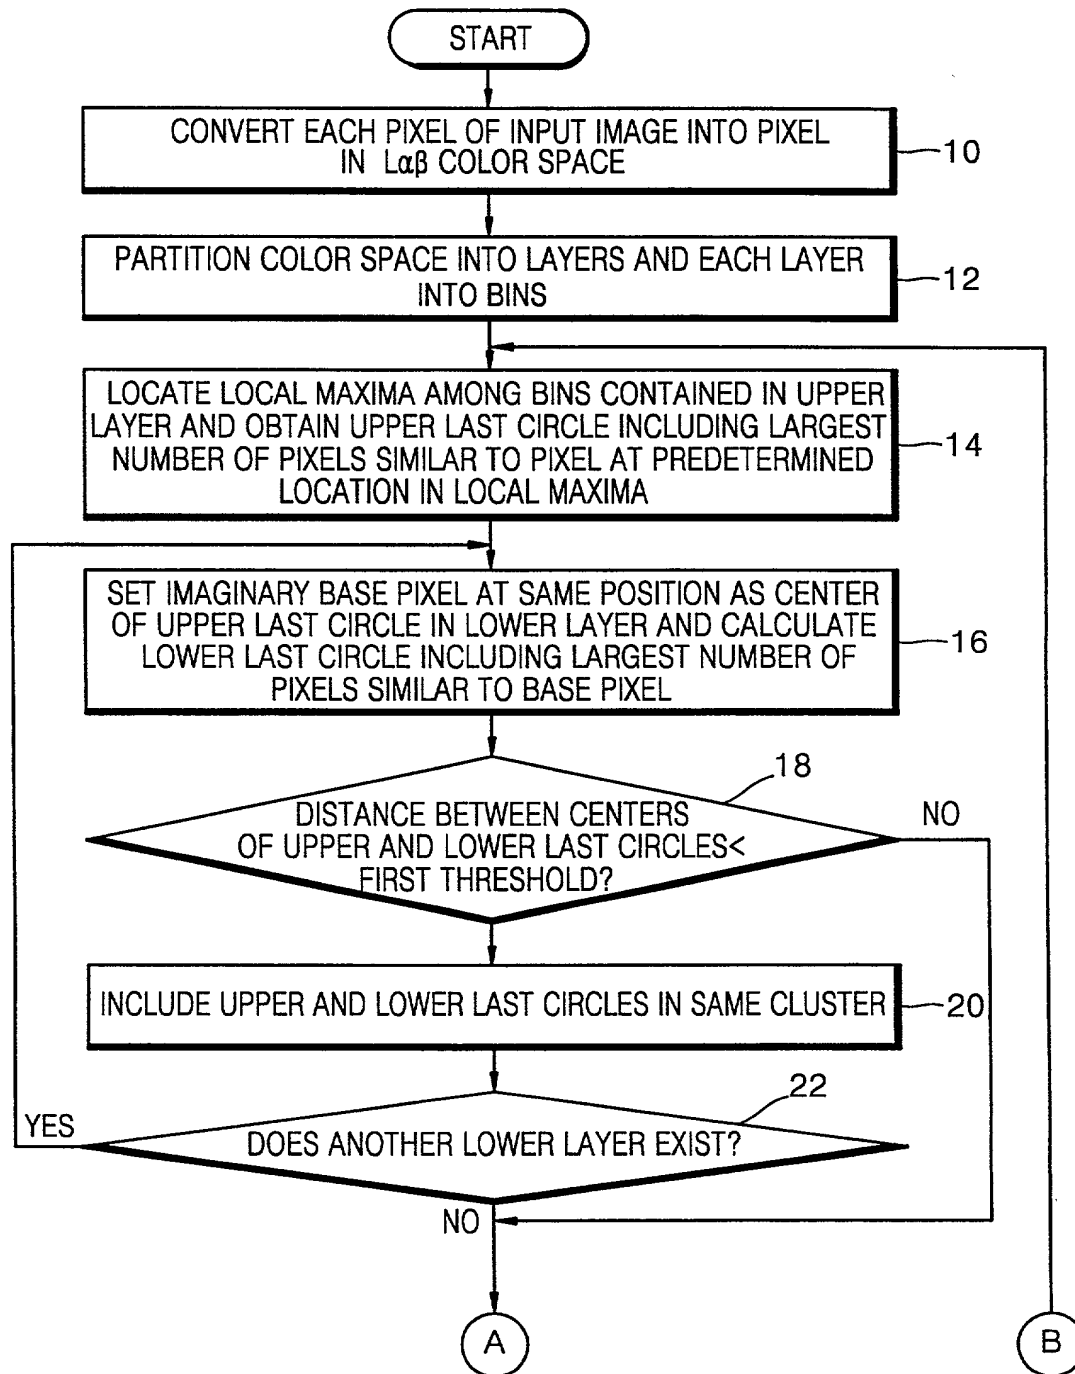 START
CONVERT EACH PIXEL OF INPUT IMAGE INTO PIXEL
IN Lαβ COLOR SPACE
10
PARTITION COLOR SPACE INTO LAYERS AND EACH LAYER
INTO BINS
12
LOCATE LOCAL MAXIMA AMONG BINS CONTAINED IN UPPER
LAYER AND OBTAIN UPPER LAST CIRCLE INCLUDING LARGEST
NUMBER OF PIXELS SIMILAR TO PIXEL AT PREDETERMINED
LOCATION IN LOCAL MAXIMA
14
SET IMAGINARY BASE PIXEL AT SAME POSITION AS CENTER
OF UPPER LAST CIRCLE IN LOWER LAYER AND CALCULATE
LOWER LAST CIRCLE INCLUDING LARGEST NUMBER OF
PIXELS SIMILAR TO BASE PIXEL
16
18
DISTANCE BETWEEN CENTERS
OF UPPER AND LOWER LAST CIRCLES<
FIRST THRESHOLD?
NO
INCLUDE UPPER AND LOWER LAST CIRCLES IN SAME CLUSTER
20
22
YES
DOES ANOTHER LOWER LAYER EXIST?
NO
A
B